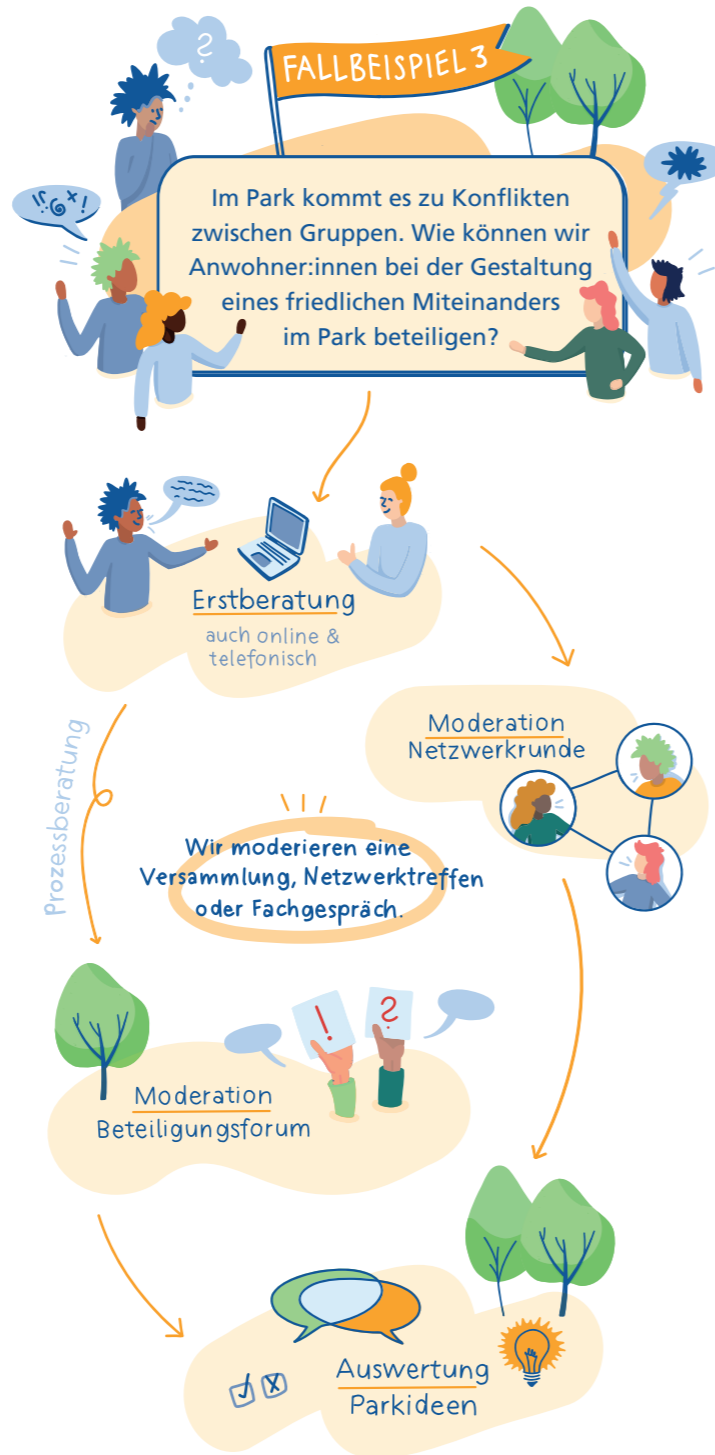 FALLBEISPIEL 3
Im Park kommt es zu Konflikten
zwischen Gruppen. Wie können wir
Anwohner:innen bei der Gestaltung
eines friedlichen Miteinanders
im Park beteiligen?
Erstberatung
auch online &
telefonisch
Moderation
Netzwerkrunde
Prozessberatung
Wir moderieren eine
Versammlung, Netzwerktreffen
oder Fachgespräch.
Moderation
Beteiligungsforum
Auswertung
Parkideen